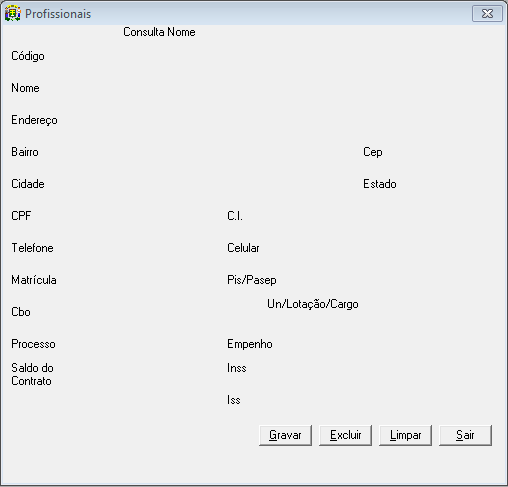 Profissionais
Consulta Nome
Código
Nome
Endereço
Bairro Cep
Cidade Estado
CPF C.I.
Telefone Celular
Matrícula Pis/Pasep
Un/Lotação/Cargo
Cbo
Processo Empenho
Saldo do Inss
Contrato
Iss
Gravar Excluir Limpar Sair